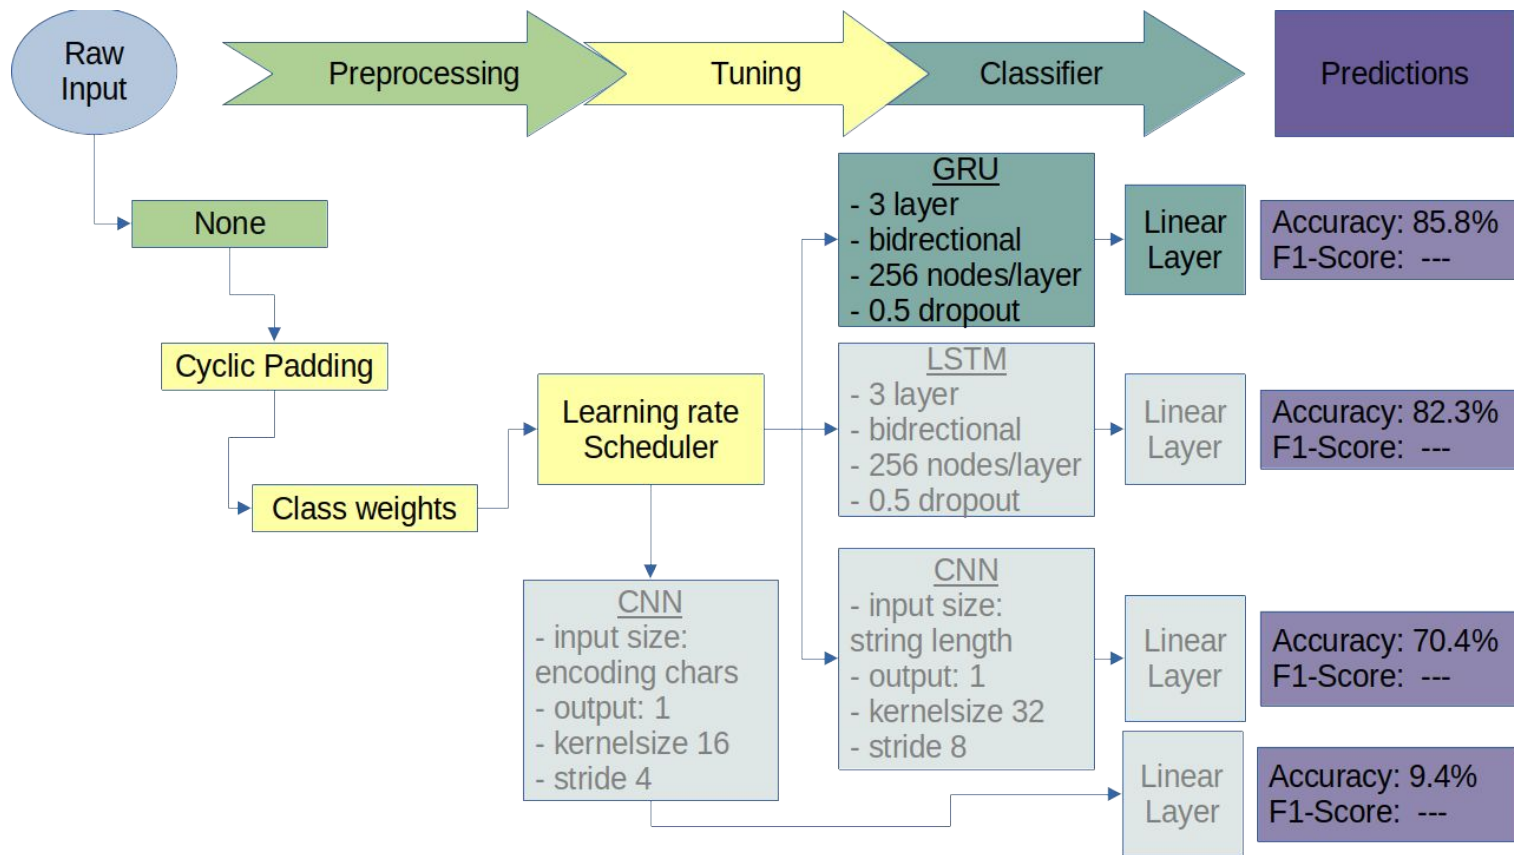 Raw
Input
Preprocessing
Tuning
Classifier
Predictions
None
Cyclic Padding
Class weights
Learning rate
Scheduler
GRU
- 3 layer
- bidrectional
- 256 nodes/layer
- 0.5 dropout
Linear
Layer
Accuracy: 85.8%
F1-Score: ---
LSTM
- 3 layer
- bidrectional
- 256 nodes/layer
- 0.5 dropout
Linear
Layer
Accuracy: 82.3%
F1-Score: ---
CNN
- input size:
string length
- output: 1
- kernelsize 32
- stride 8
Linear
Layer
Accuracy: 70.4%
F1-Score: ---
CNN
- input size:
encoding chars
- output: 1
- kernelsize 16
- stride 4
Linear
Layer
Accuracy: 9.4%
F1-Score: ---